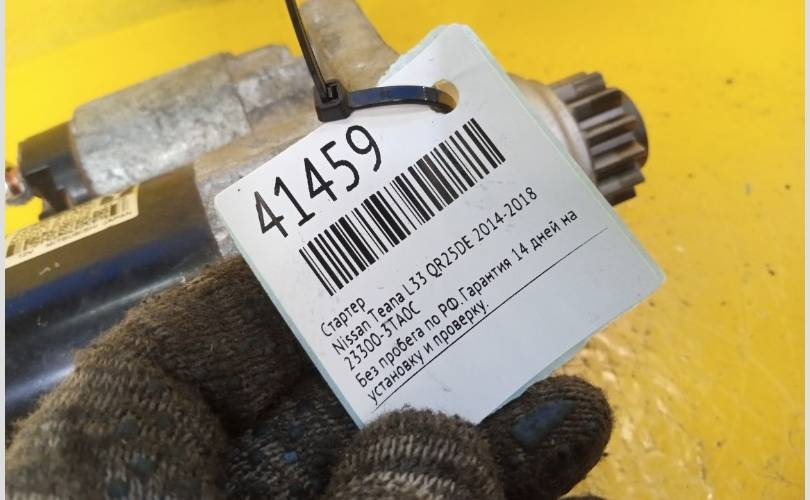 41459
Стартер
Nissan Teana L33 QR25DE 2014-2018
23300-3TA0C
Без пробега по РФ.Гарантия 14 дней на
установку и проверку.